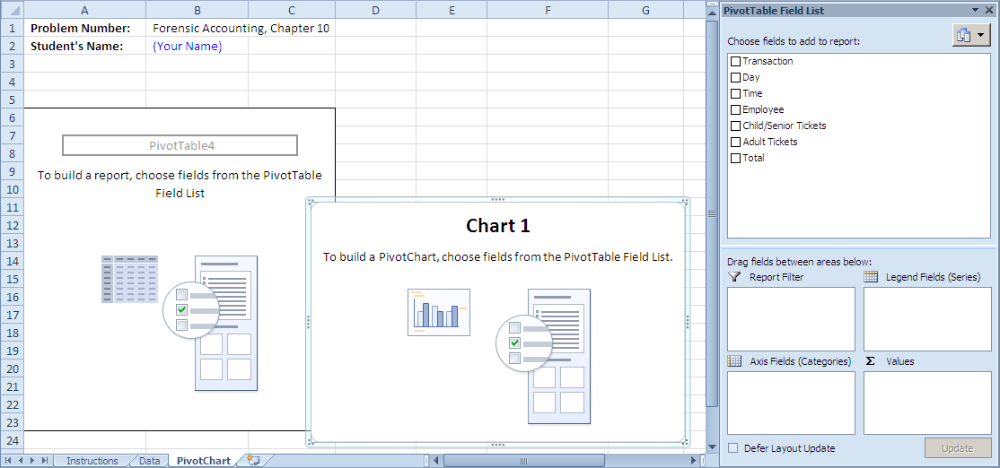 A B C D E F G
1 Problem Number: Forensic Accounting, Chapter 10
2 Student's Name: (Your Name)
3
4
5
6
7
PivotTable4
8
9
To build a report, choose fields from the PivotTable
10
Field List
11
12
Chart 1
13
To build a PivotChart, choose fields from the PivotTable Field List.
14
15
16
17
18
19
20
21
22
23
24
Instructions Data PivotChart
PivotTable Field List
Choose fields to add to report:
Transaction
Day
Time
Employee
Child/Senior Tickets
Adult Tickets
Total
Drag fields between areas below:
Report Filter Legend Fields (Series)
Axis Fields (Categories) Σ Values
Defer Layout Update Update